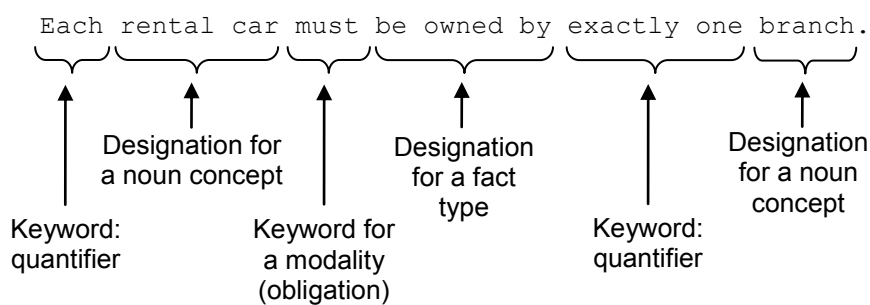 Each rental car must be owned by exactly one branch.
Designation for
a noun concept
Designation
for a fact
type
Designation
for a noun
concept
Keyword:
quantifier
Keyword for
a modality
(obligation)
Keyword:
quantifier